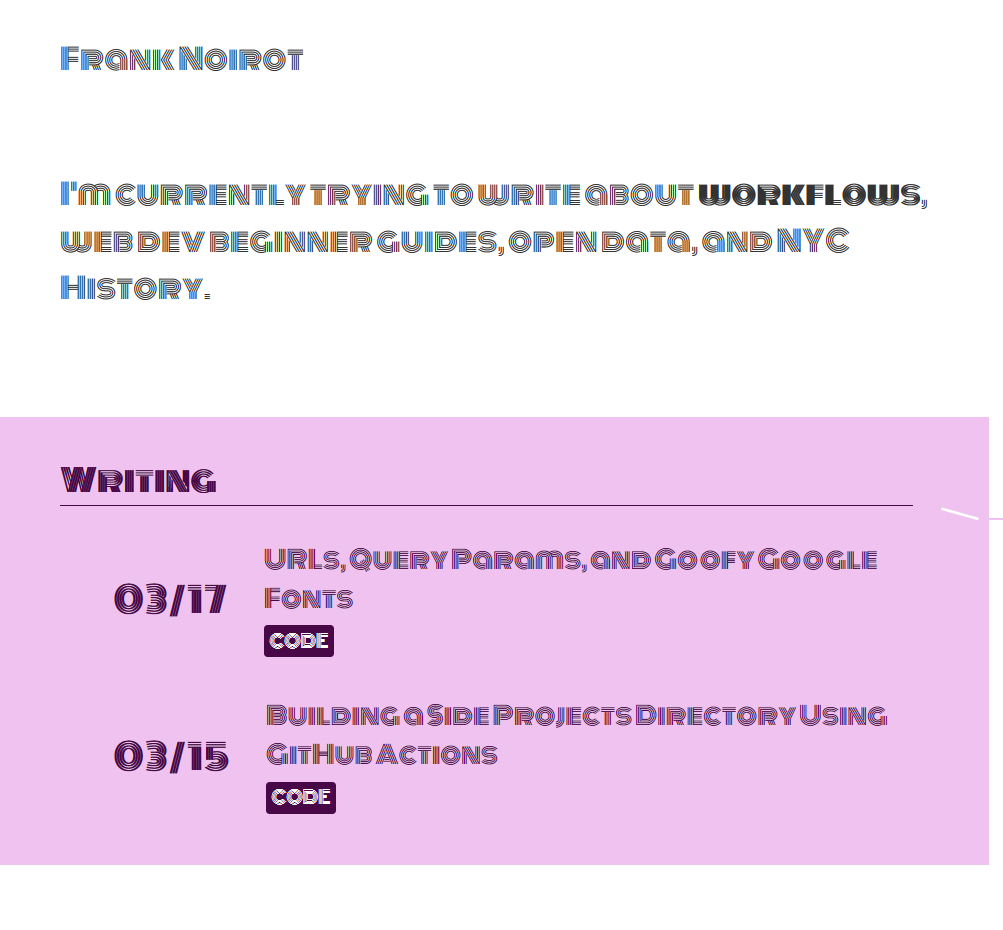 Frank Noirot
I'm currently trying to write about workflows,
web dev beginner guides, open data, and NYC
History.
Writing
URLs, Query Params, and Goofy Google
Fonts
03/17
code
Building a Side Projects Directory Using
GitHub Actions
03/15
code